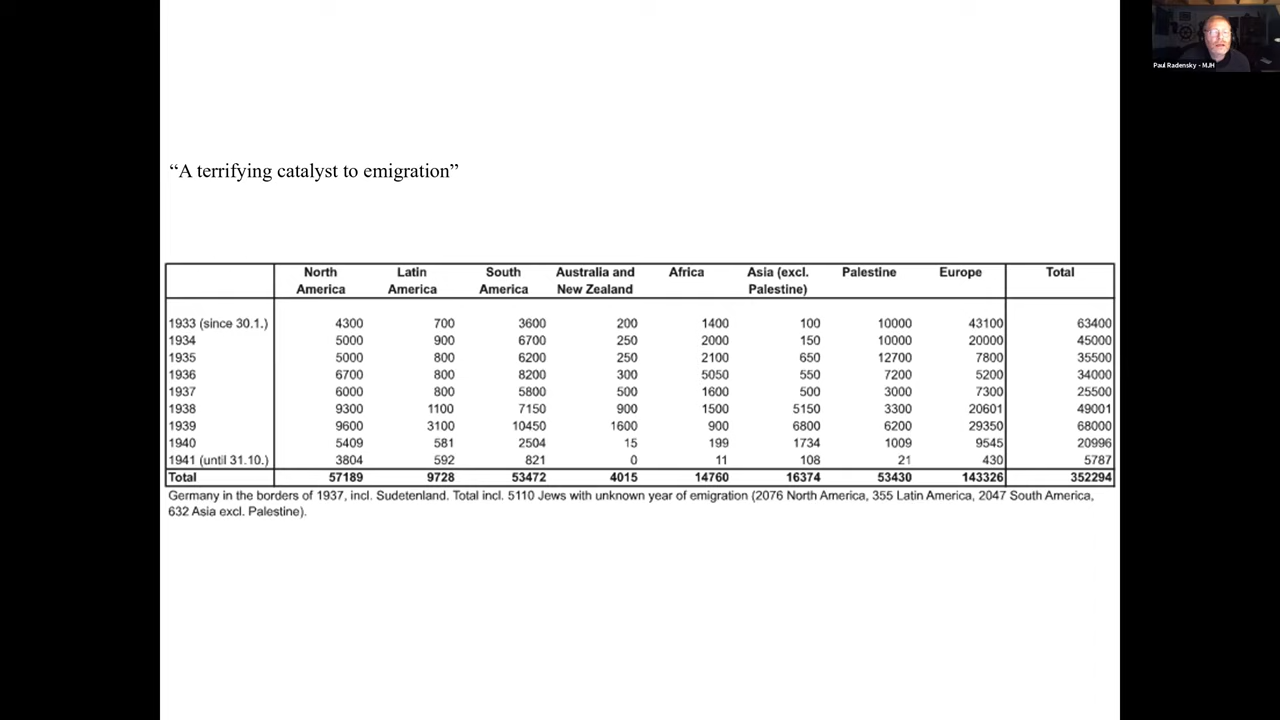 Paul Radensky - MJH
“A terrifying catalyst to emigration”
North America Latin America South America Australia and New Zealand Africa Asia (excl. Palestine) Palestine Europe Total
1933 (since 30.1.) 4300 700 3600 200 1400 100 10000 43100 63400
1934 5000 900 6700 250 2000 150 10000 20000 45000
1935 5000 800 6200 250 2100 650 12700 7800 35500
1936 6700 800 8200 300 5050 550 7200 5200 34000
1937 6000 800 5800 500 1600 500 3000 7300 25500
1938 9300 1100 7150 900 1500 5150 3300 20601 49001
1939 9600 3100 10450 1600 900 6800 6200 29350 68000
1940 5409 581 2504 15 199 1734 1009 9545 20996
1941 (until 31.10.) 3804 592 821 0 11 108 21 430 5787
Total 57189 9728 53472 4015 14760 16374 53430 143326 352294
Germany in the borders of 1937, incl. Sudetenland. Total incl. 5110 Jews with unknown year of emigration (2076 North America, 355 Latin America, 2047 South America,
632 Asia excl. Palestine).